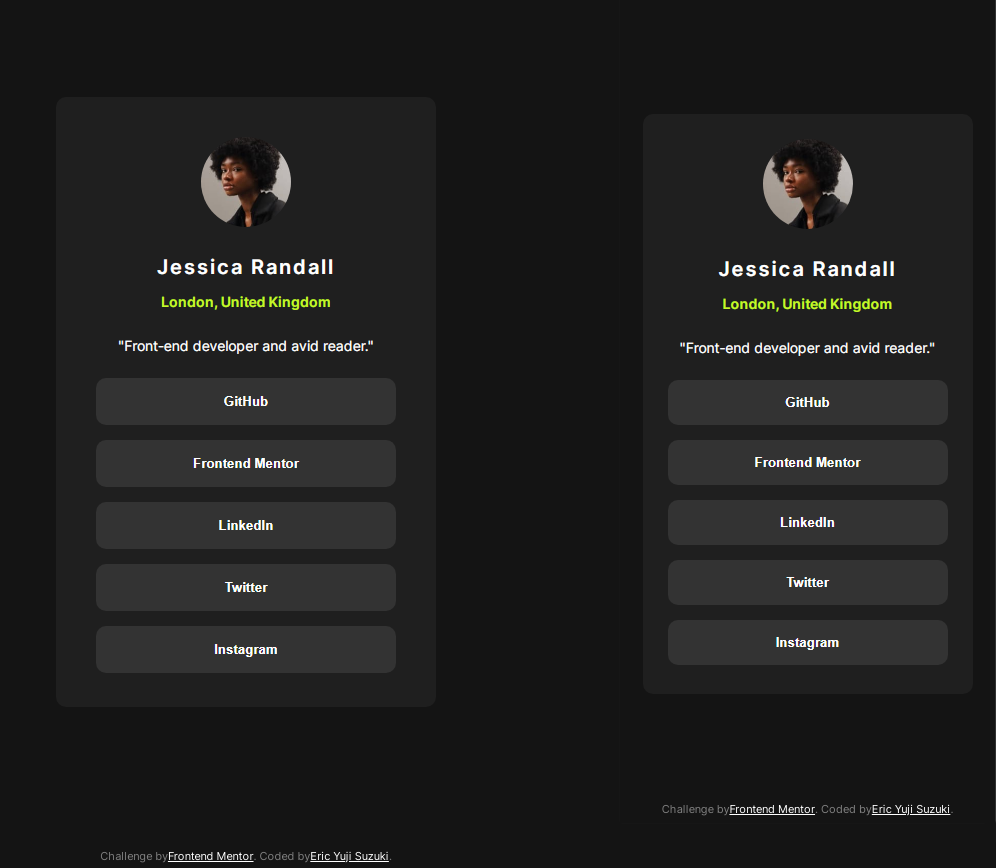 Jessica Randall
London, United Kingdom
"Front-end developer and avid reader."
GitHub
Frontend Mentor
LinkedIn
Twitter
Instagram
Challenge byFrontend Mentor. Coded byEric Yuji Suzuki.
Jessica Randall
London, United Kingdom
"Front-end developer and avid reader."
GitHub
Frontend Mentor
LinkedIn
Twitter
Instagram
Challenge byFrontend Mentor. Coded byEric Yuji Suzuki.